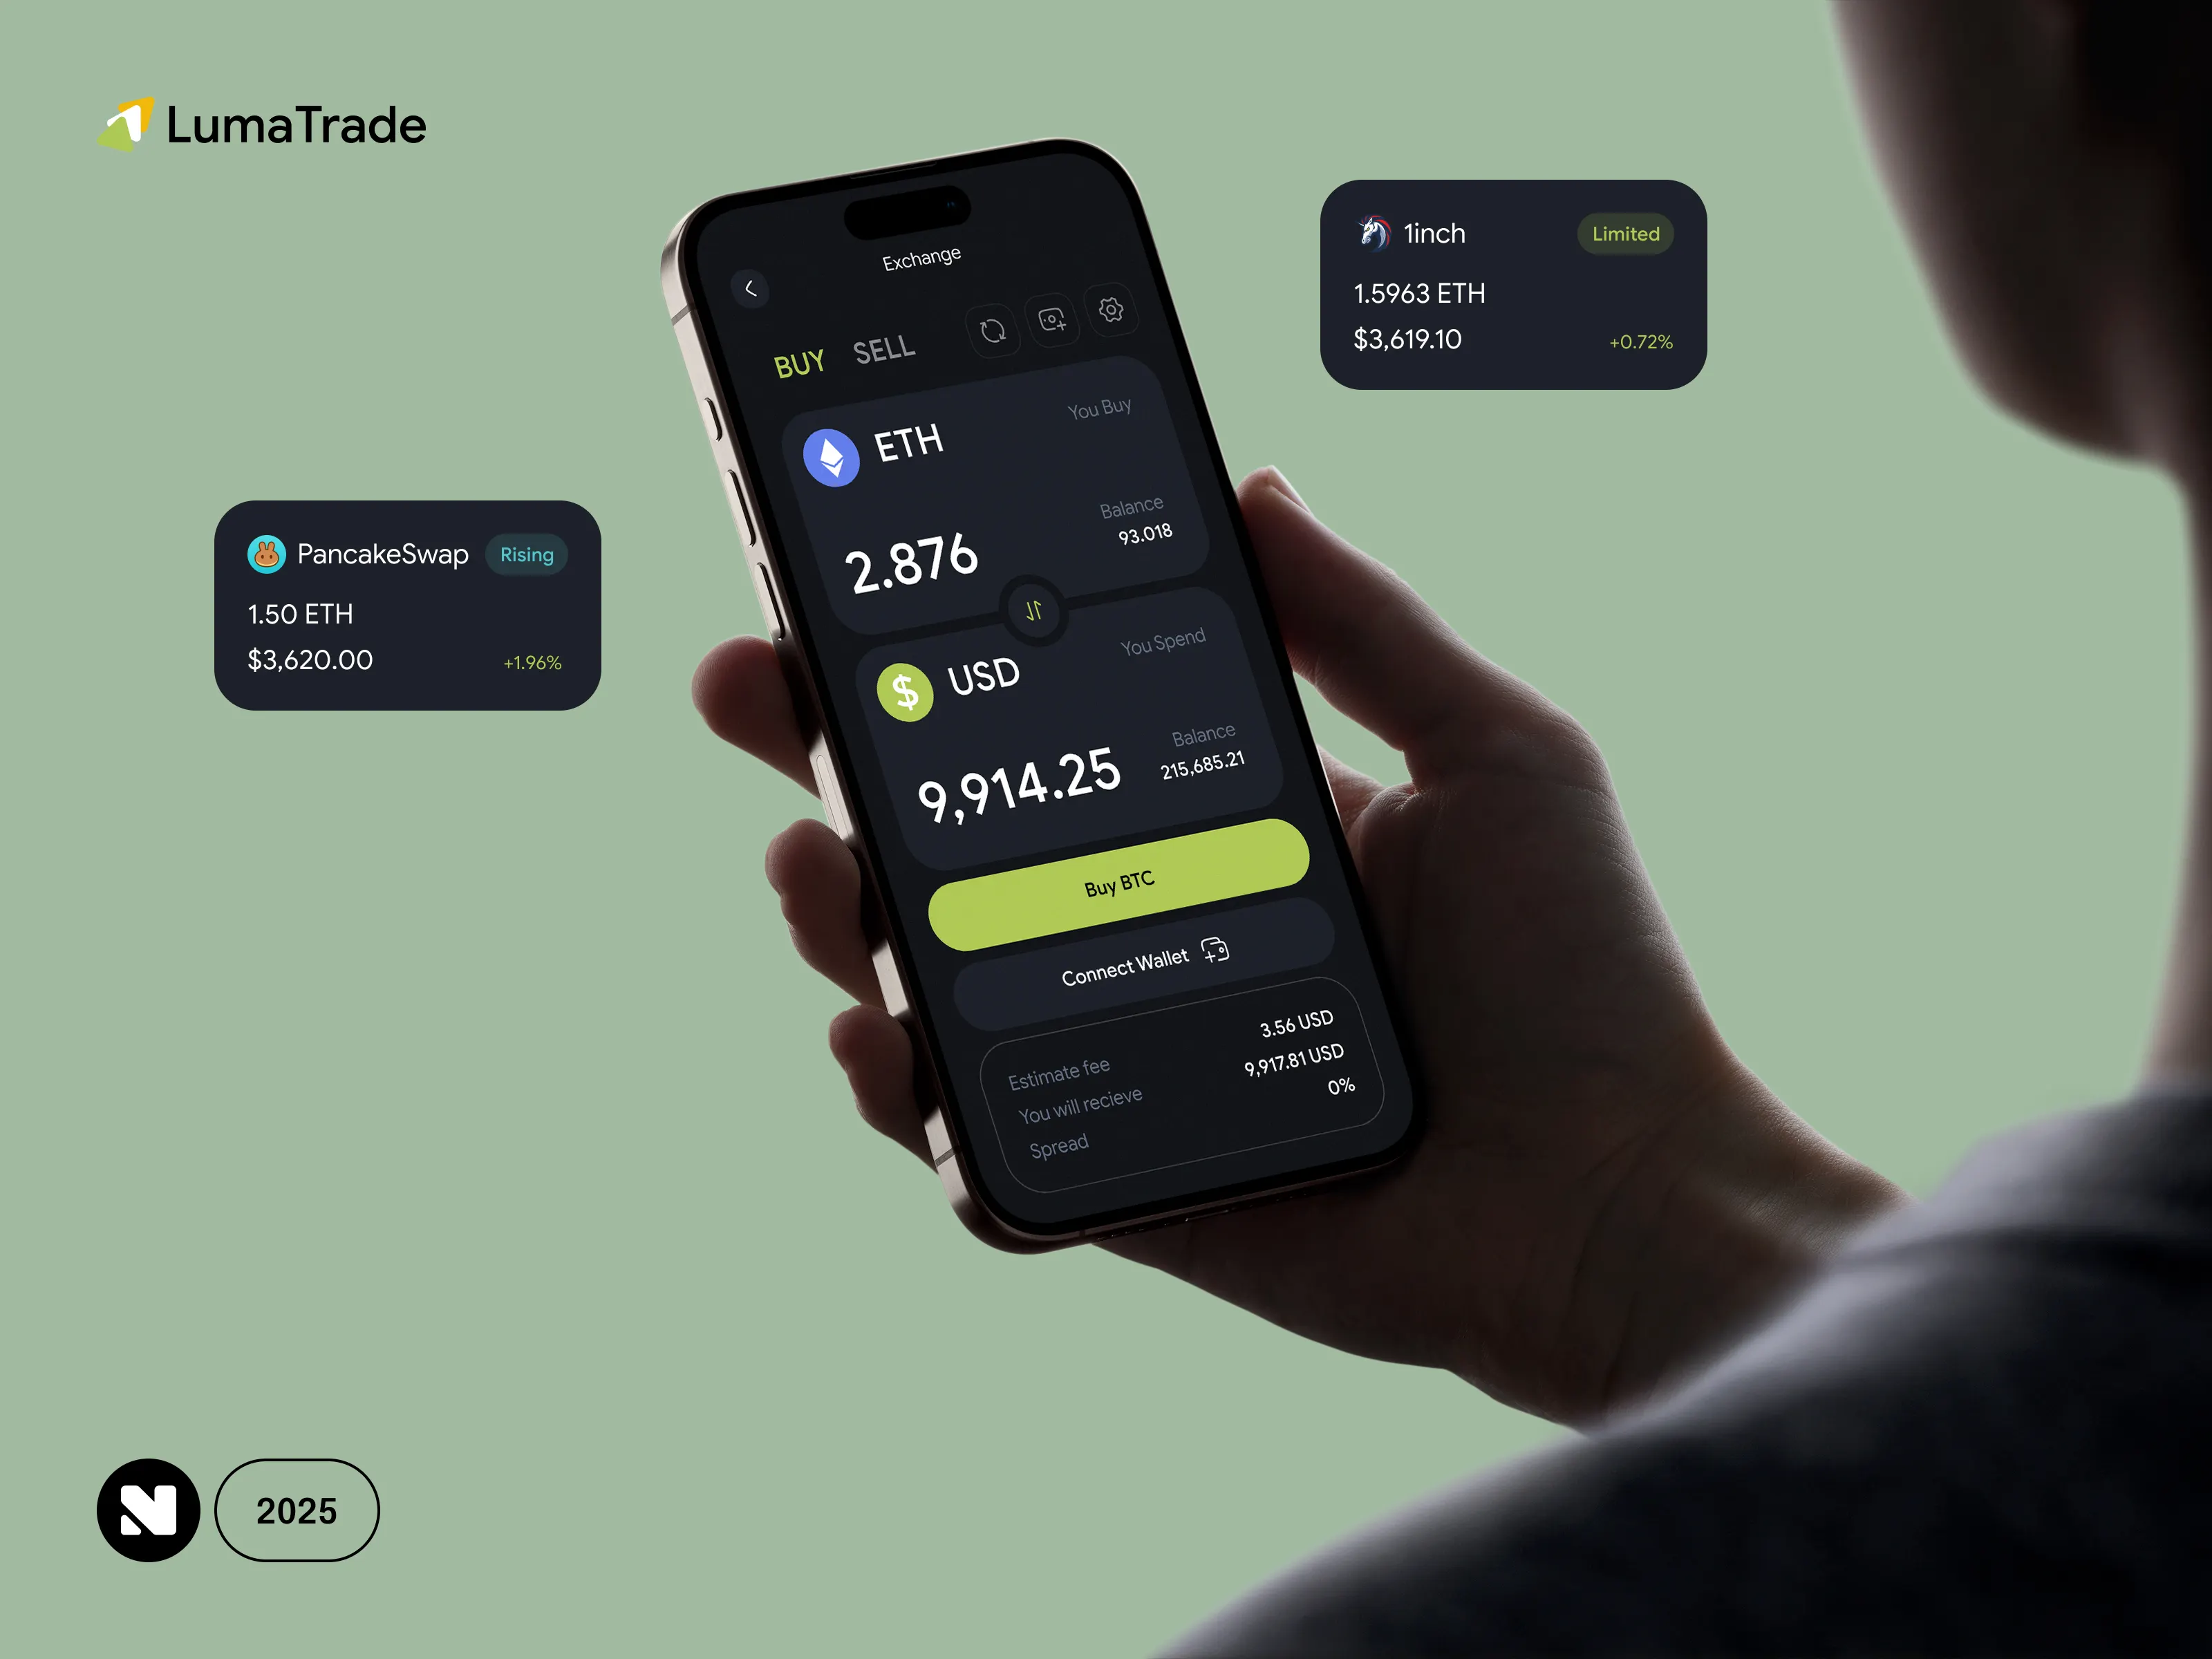 LumaTrade
Exchange
BUY SELL
ETH
You Buy
2.876
Balance
93.018
USD
You Spend
9,914.25
Balance
215,685.21
Buy BTC
Connect Wallet
Estimate fee 3.56 USD
You will recieve 9,917.81 USD
Spread 0%
1inch Limited
1.5963 ETH
$3,619.10 +0.72%
PancakeSwap Rising
1.50 ETH
$3,620.00 +1.96%
N 2025